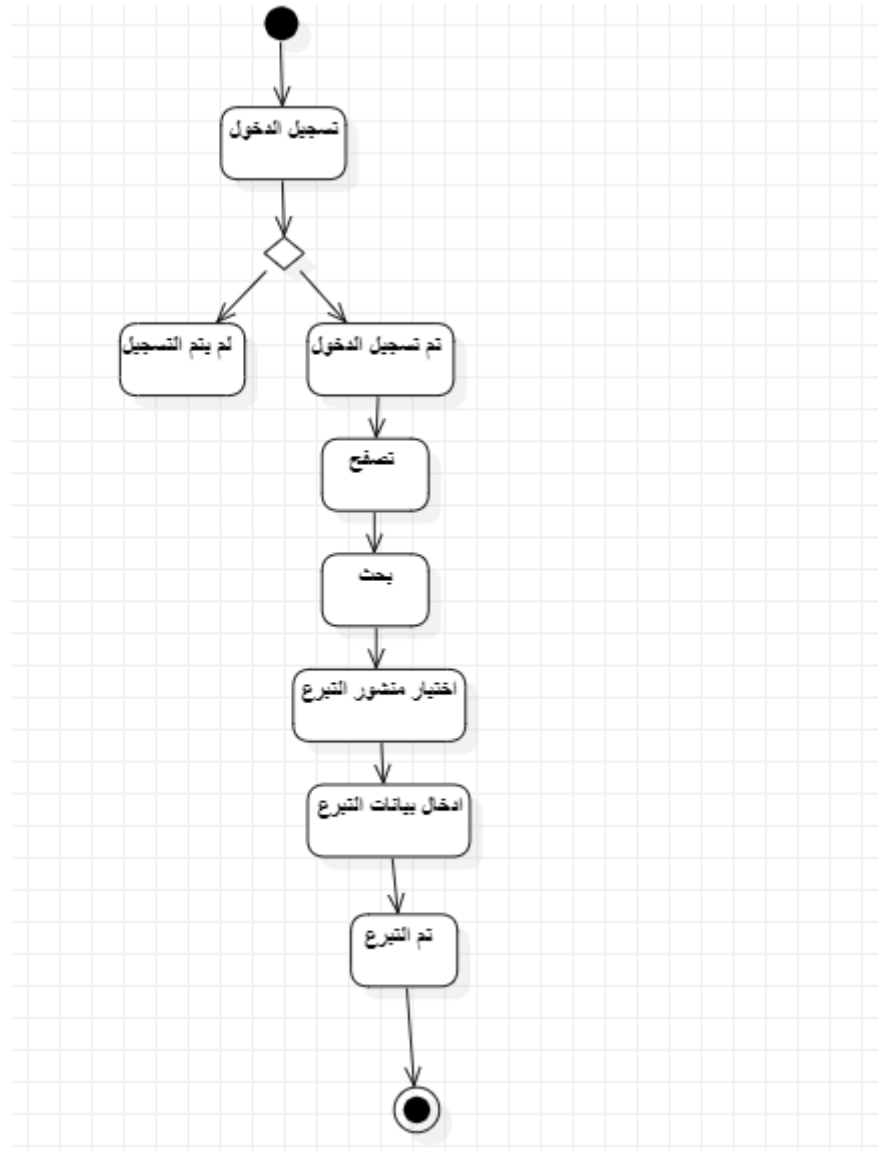 تسجيل الدخول
لم يتم التسجيل
تم تسجيل الدخول
تصفح
بحث
اختيار منشور التبرع
ادخال بيانات التبرع
تم التبرع